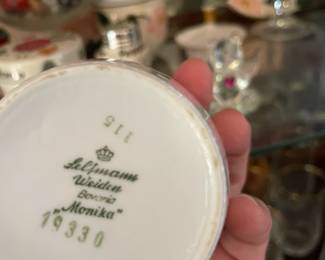 115
Seltmann
Weiden
Bavaria
„Monika"
19330